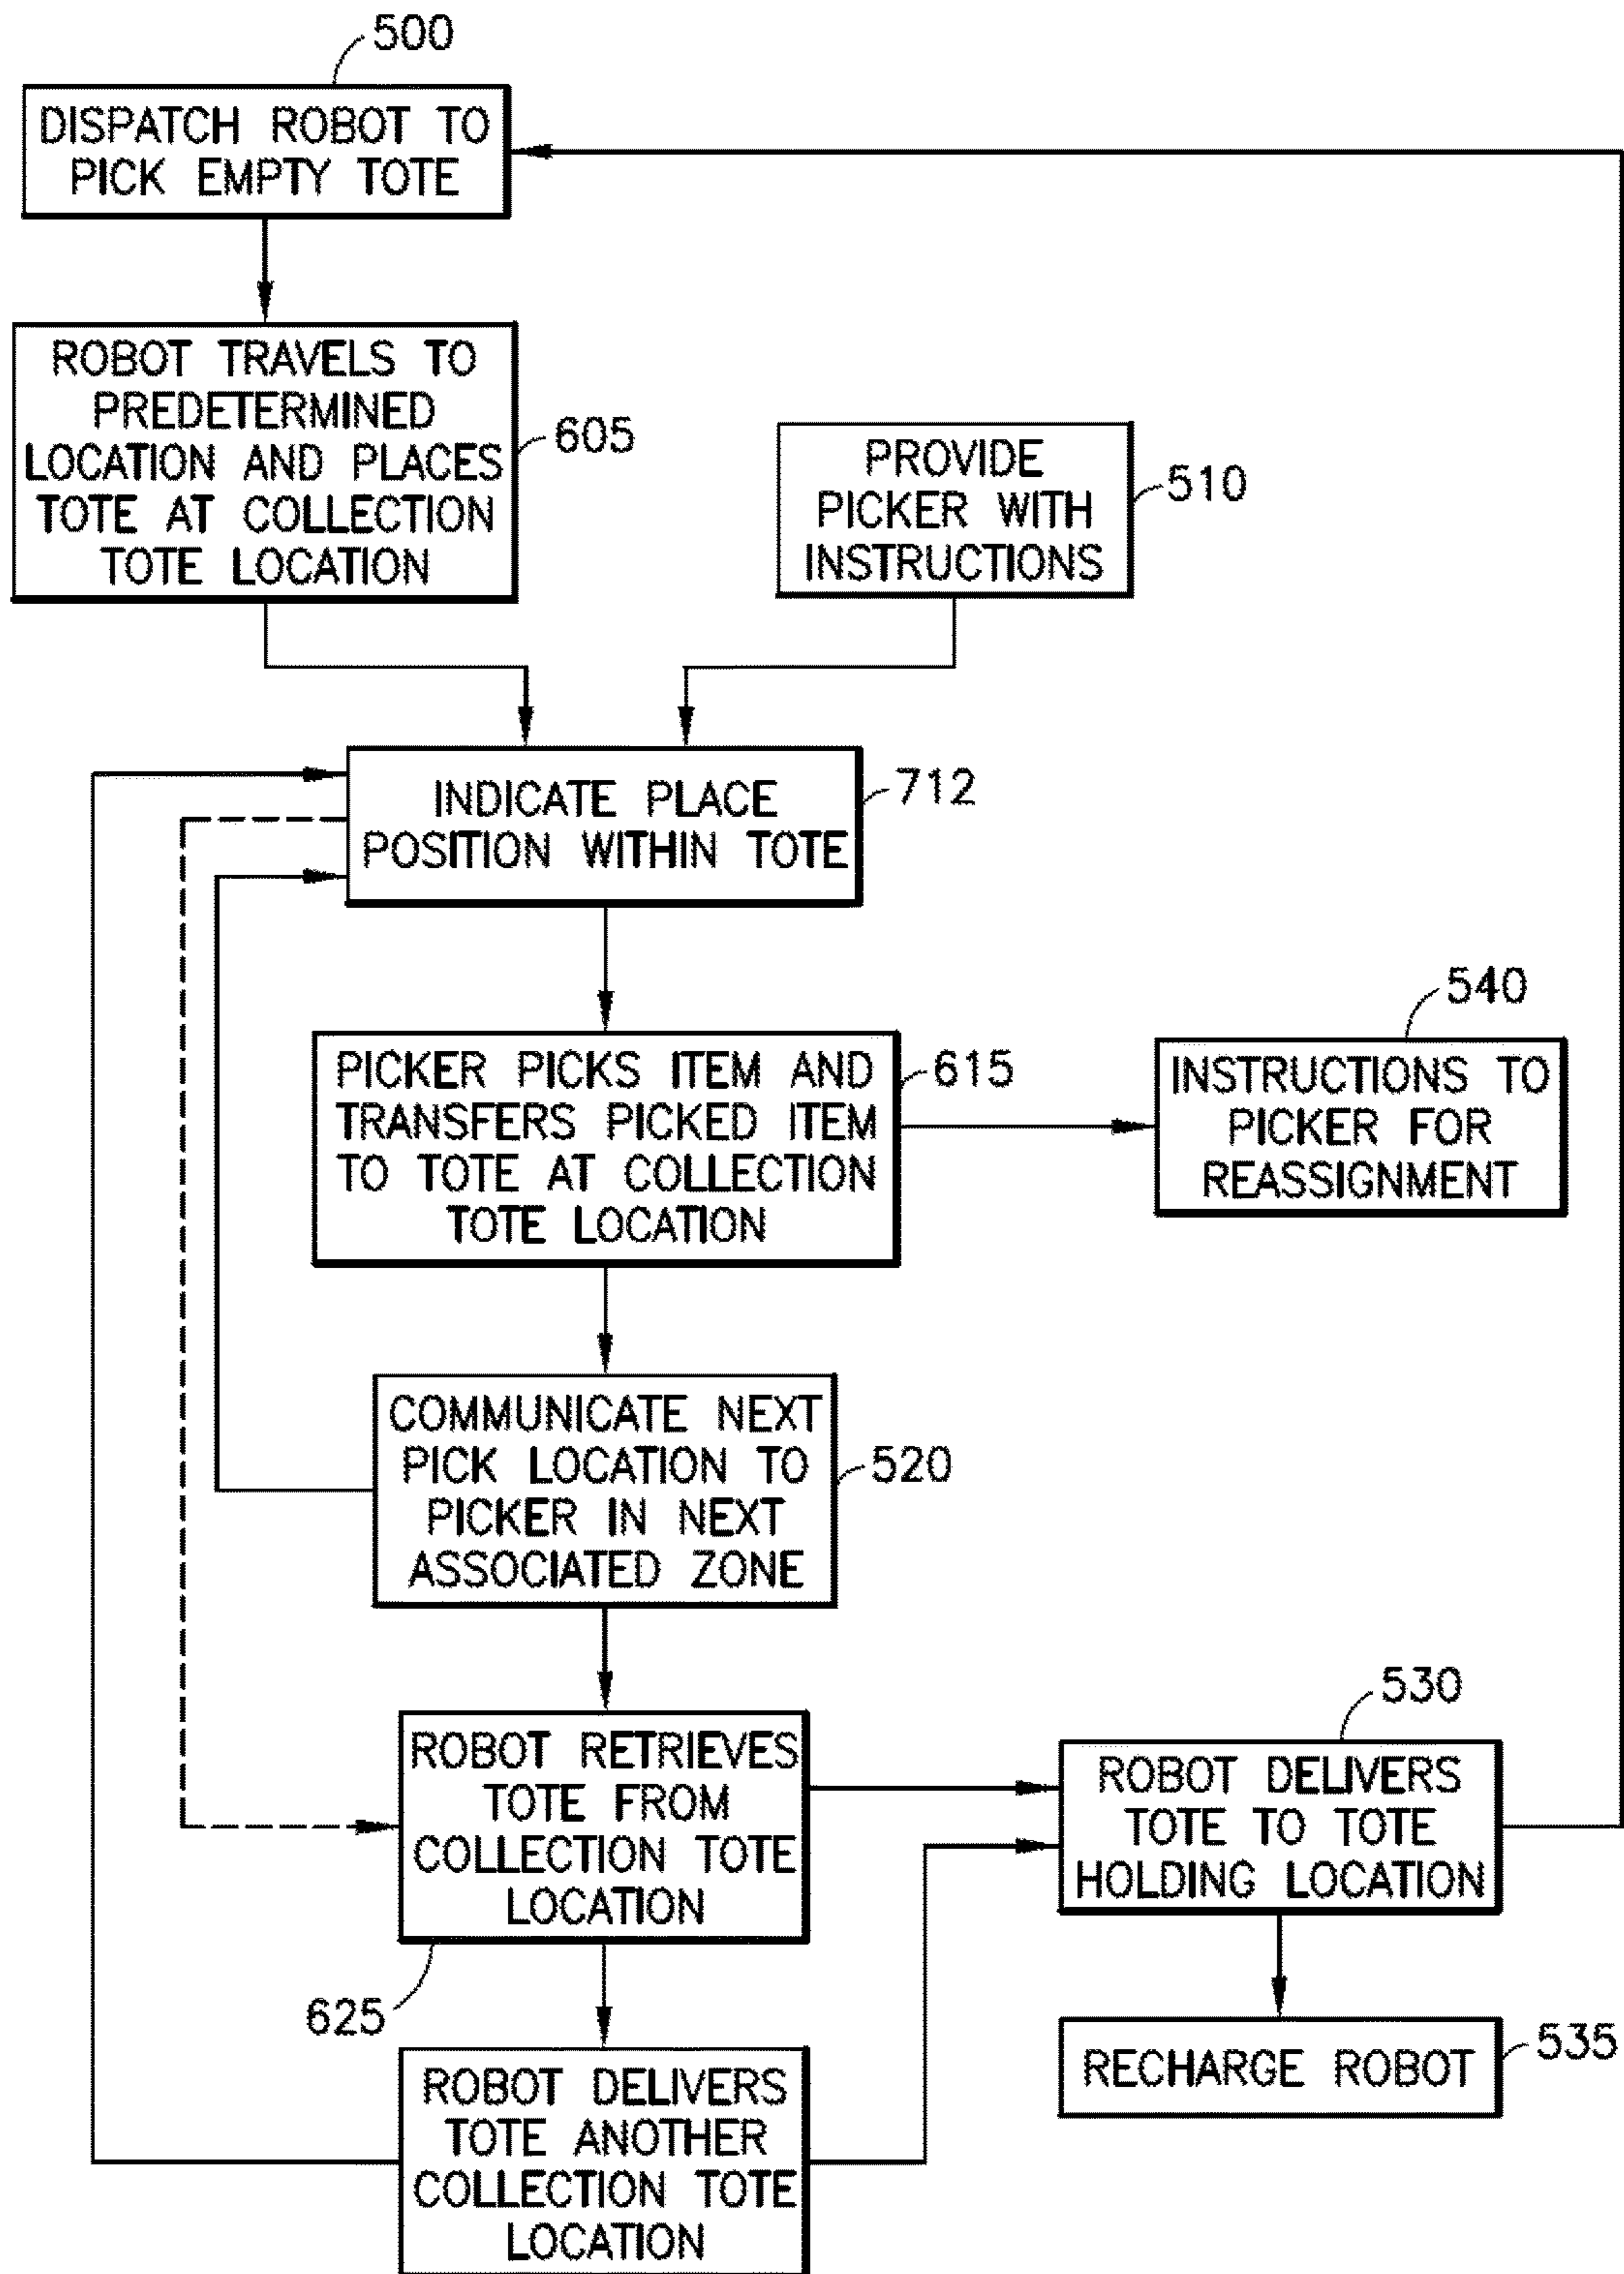 500
DISPATCH ROBOT TO
PICK EMPTY TOTE
ROBOT TRAVELS TO
PREDETERMINED
LOCATION AND PLACES
TOTE AT COLLECTION
TOTE LOCATION
605
PROVIDE
PICKER WITH
INSTRUCTIONS
510
INDICATE PLACE
POSITION WITHIN TOTE
712
PICKER PICKS ITEM AND
TRANSFERS PICKED ITEM
TO TOTE AT COLLECTION
TOTE LOCATION
615
540
INSTRUCTIONS TO
PICKER FOR
REASSIGNMENT
COMMUNICATE NEXT
PICK LOCATION TO
PICKER IN NEXT
ASSOCIATED ZONE
520
ROBOT RETRIEVES
TOTE FROM
COLLECTION TOTE
LOCATION
625
530
ROBOT DELIVERS
TOTE TO TOTE
HOLDING LOCATION
RECHARGE ROBOT
535
ROBOT DELIVERS
TOTE ANOTHER
COLLECTION TOTE
LOCATION